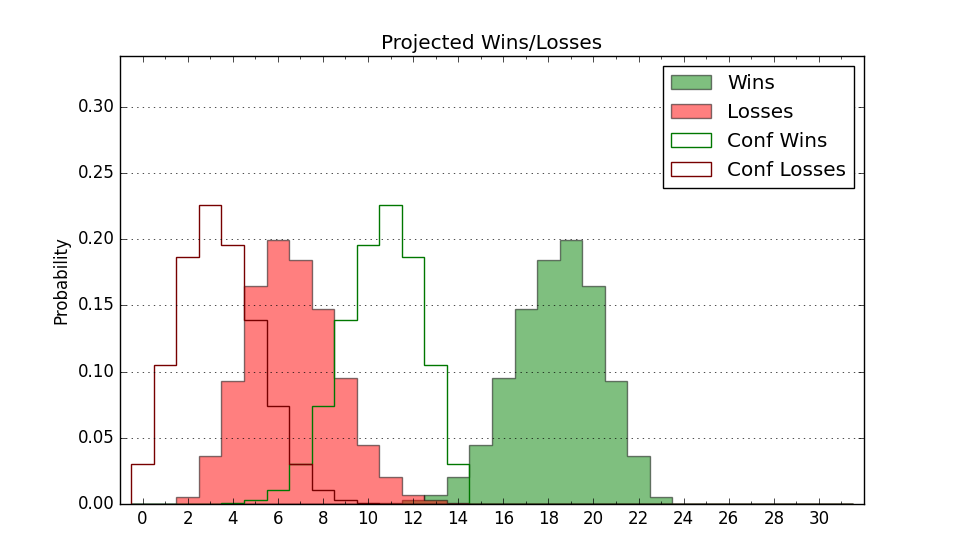 Projected Wins/Losses
Wins
Losses
Conf Wins
Conf Losses
Probability
0.30
0.25
0.20
0.15
0.10
0.05
0.00
0 2 4 6 8 10 12 14 16 18 20 22 24 26 28 30